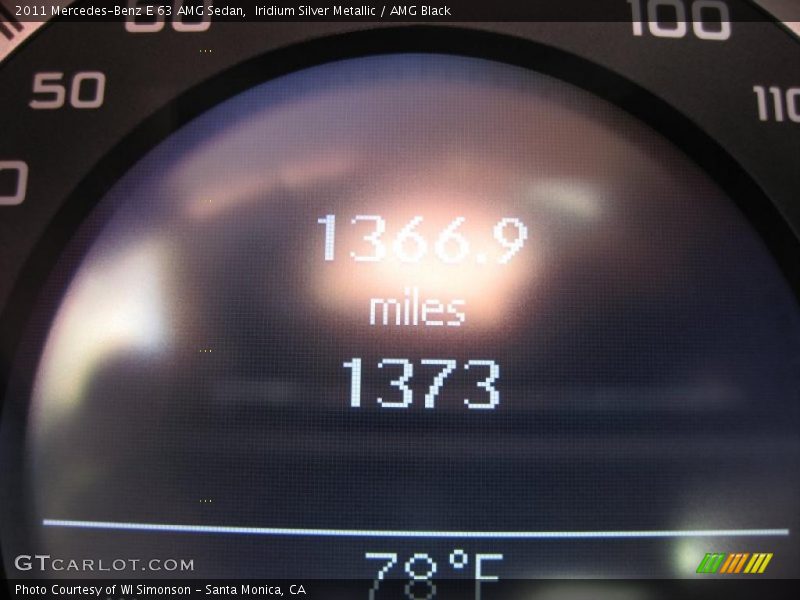 2011 Mercedes-Benz E 63 AMG Sedan,  Iridium Silver Metallic / AMG Black
100
50
110
1366.9
miles
1373
78°F
GTCARLOT.COM
Photo Courtesy of WI Simonson - Santa Monica, CA